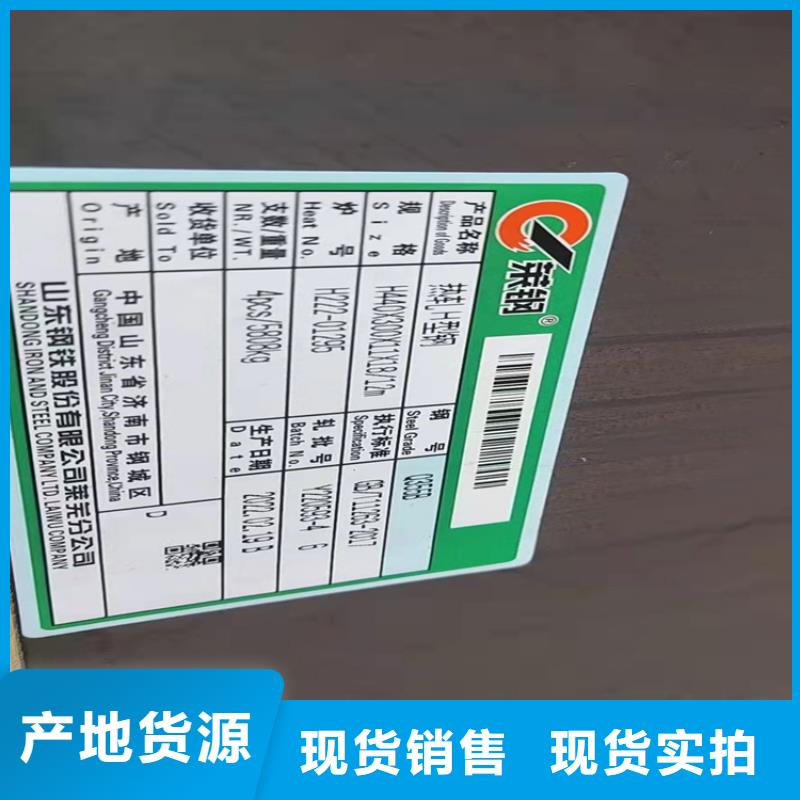 莱钢®
产品名称 热轧H型钢 钢号 Q355B
Description of Goods Steel Grade
规格 H440X300X11X18/12m 执行标准 GB/T11263-2017
Size Specification
炉号 H222-01295 轧批号 Y220593-4 G
Heat No. Batch No.
支数/重量 4pcs/5808kg 生产日期 2022.02.19 B
NR./WT. Date
收货单位
Sold To
D
产地 中国山东省济南市钢城区
Origin Gangcheng District,Jinan City,Shandong Province,China
山东钢铁股份有限公司莱芜分公司
SHANDONG IRON AND STEEL COMPANY LTD. LAIWU COMPANY
产地货源 现货销售 现货实拍